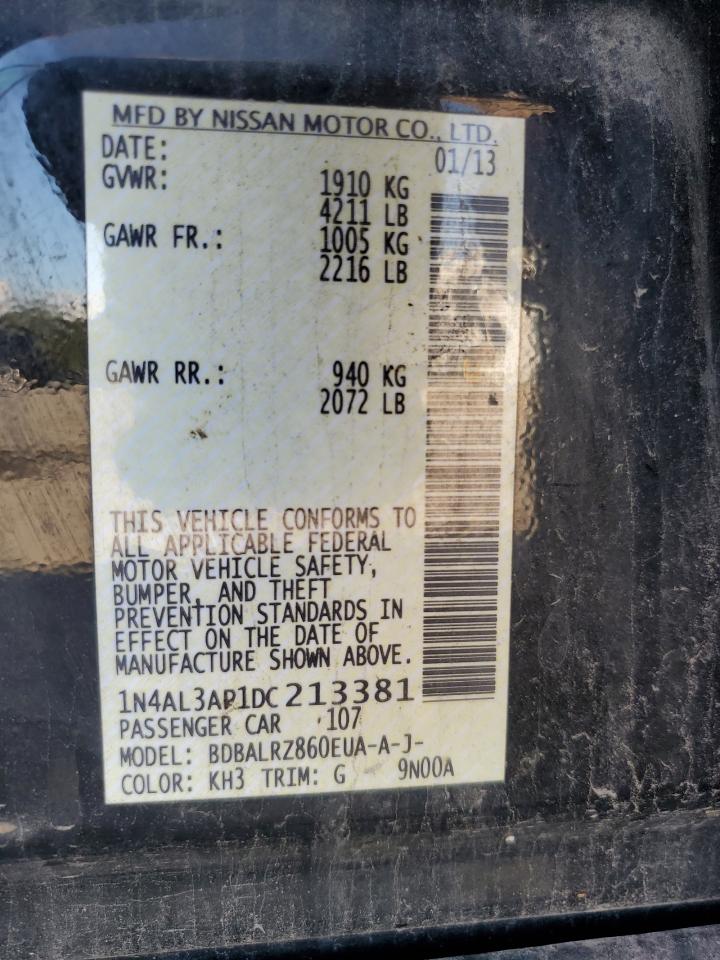 MFD BY NISSAN MOTOR CO., LTD.
DATE: 01/13
GVWR: 1910 KG
4211 LB
GAWR FR.: 1005 KG
2216 LB
GAWR RR.: 940 KG
2072 LB
THIS VEHICLE CONFORMS TO
ALL APPLICABLE FEDERAL
MOTOR VEHICLE SAFETY,
BUMPER, AND THEFT
PREVENTION STANDARDS IN
EFFECT ON THE DATE OF
MANUFACTURE SHOWN ABOVE.
1N4AL3AP1DC213381
PASSENGER CAR 107
MODEL: BDBALRZ860EUA-A-J-
COLOR: KH3 TRIM: G 9N00A